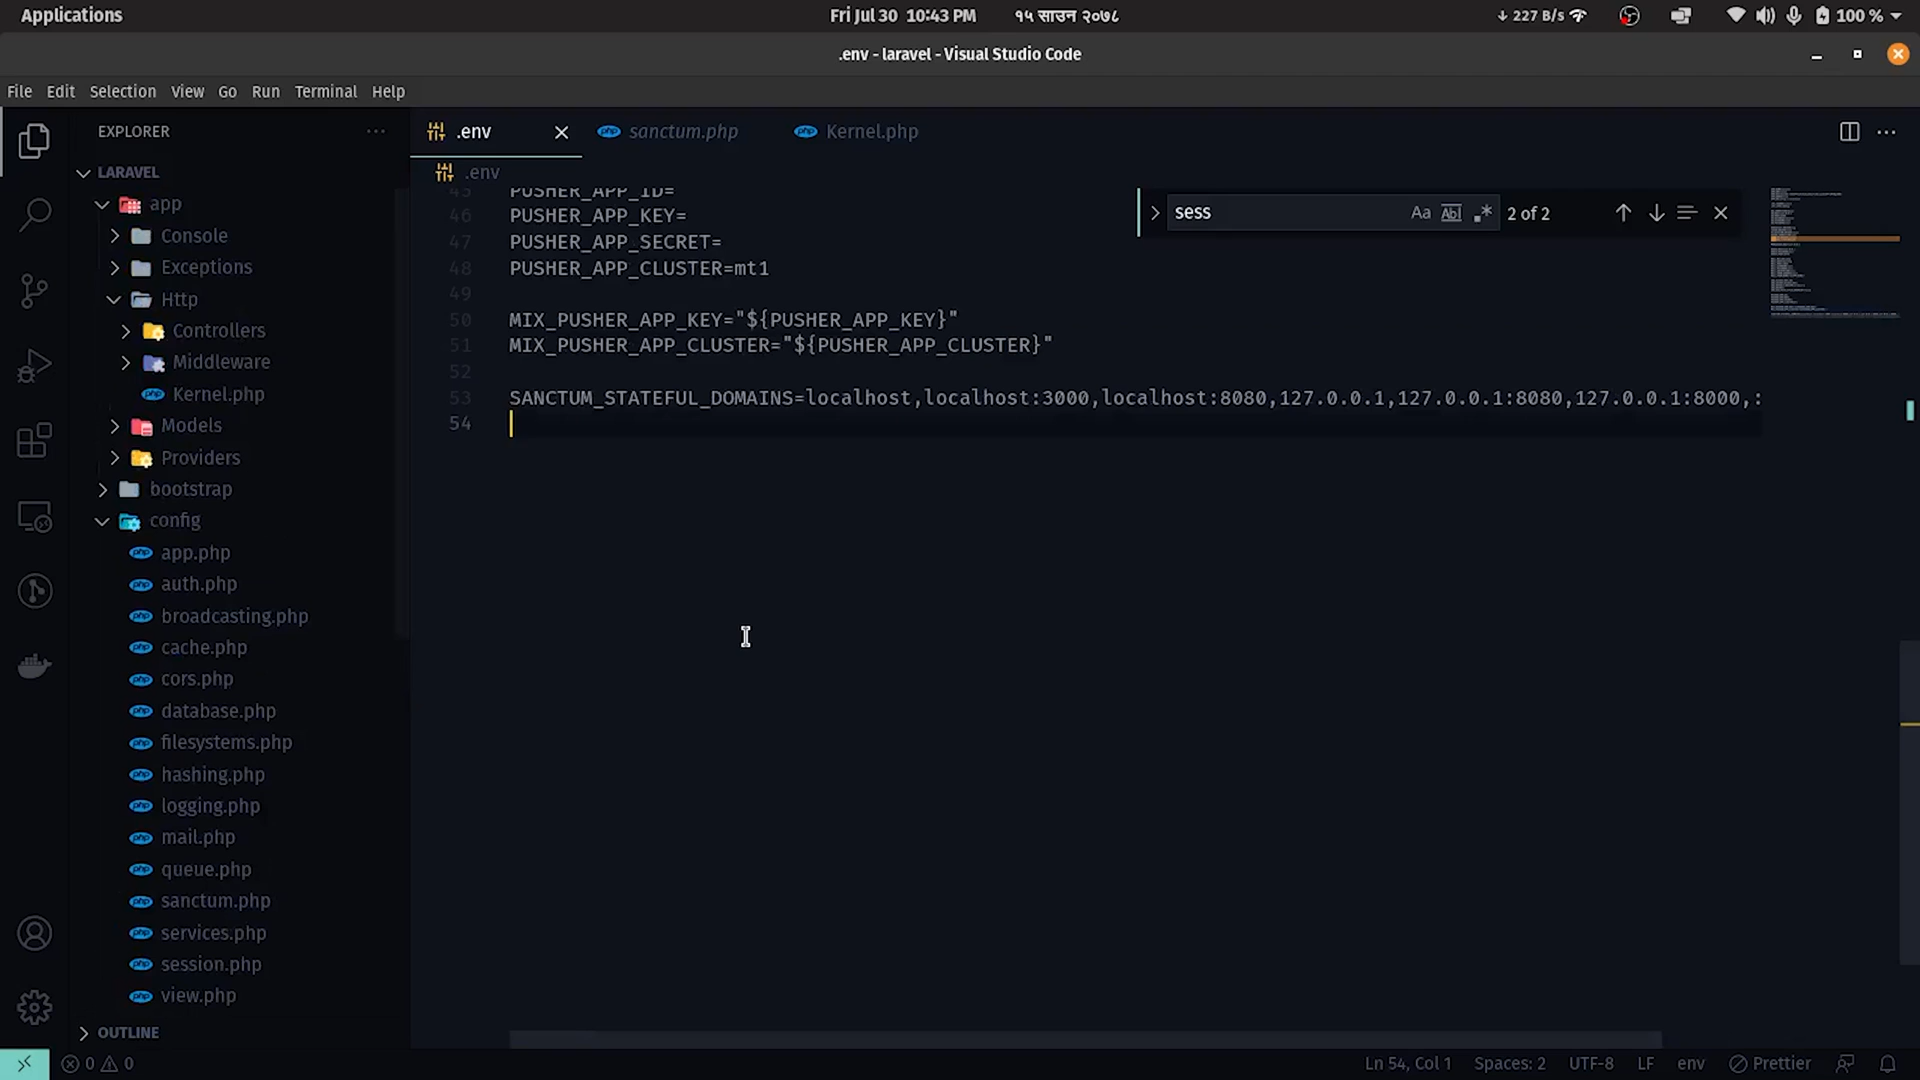 Applications
Fri Jul 30 10:43 PM
१५ साउन २०७८
↓ 227 B/s
100 %
.env - laravel - Visual Studio Code
File Edit Selection View Go Run Terminal Help
EXPLORER
LARAVEL
app
Console
Exceptions
Http
Controllers
Middleware
Kernel.php
Models
Providers
bootstrap
config
app.php
auth.php
broadcasting.php
cache.php
cors.php
database.php
filesystems.php
hashing.php
logging.php
mail.php
queue.php
sanctum.php
services.php
session.php
view.php
OUTLINE
.env
sanctum.php
Kernel.php
.env
sess
Aa
Abl
.*
2 of 2
45 PUSHER_APP_ID=
46 PUSHER_APP_KEY=
47 PUSHER_APP_SECRET=
48 PUSHER_APP_CLUSTER=mt1
49
50 MIX_PUSHER_APP_KEY="${PUSHER_APP_KEY}"
51 MIX_PUSHER_APP_CLUSTER="${PUSHER_APP_CLUSTER}"
52
53 SANCTUM_STATEFUL_DOMAINS=localhost,localhost:3000,localhost:8080,127.0.0.1,127.0.0.1:8080,127.0.0.1:8000,:
54
0 0
Ln 54, Col 1
Spaces: 2
UTF-8
LF
env
Prettier